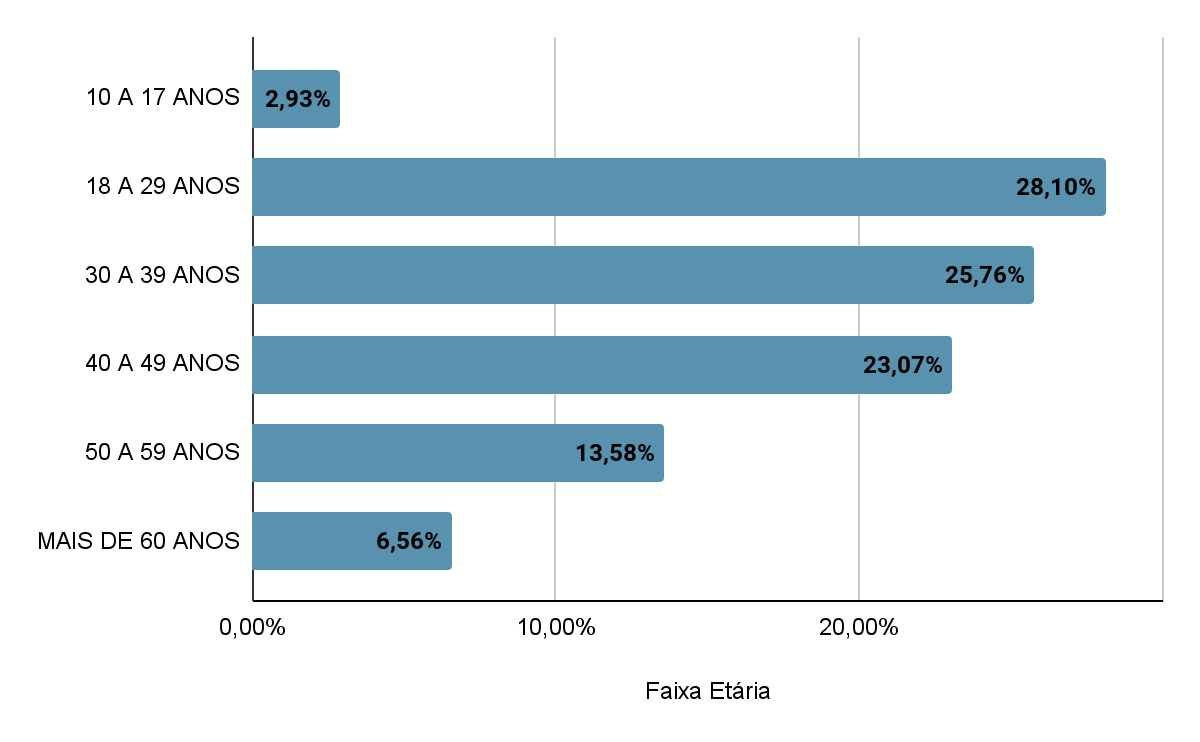 10 A 17 ANOS 2,93%
18 A 29 ANOS 28,10%
30 A 39 ANOS 25,76%
40 A 49 ANOS 23,07%
50 A 59 ANOS 13,58%
MAIS DE 60 ANOS 6,56%
0,00% 10,00% 20,00%
Faixa Etária